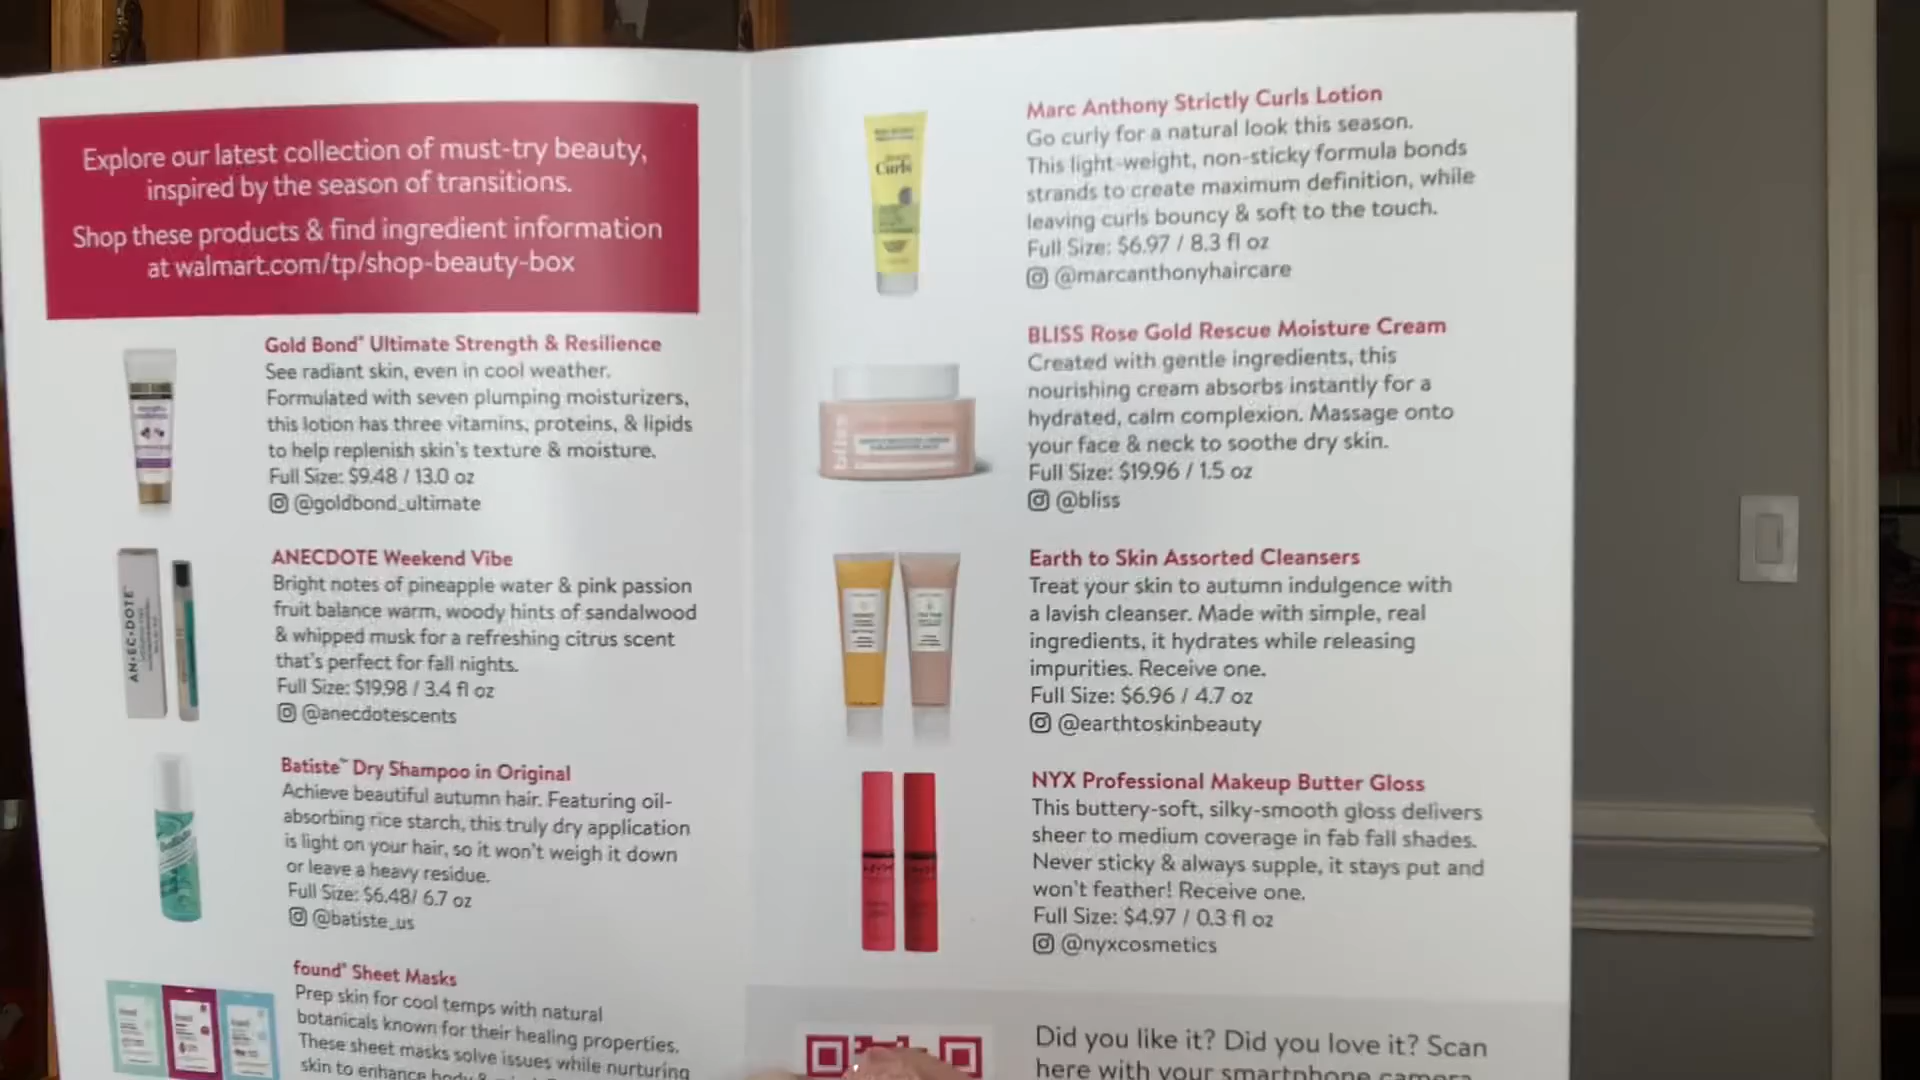 Explore our latest collection of must-try beauty,
inspired by the season of transitions.
Shop these products & find ingredient information
at walmart.com/tp/shop-beauty-box
Gold Bond® Ultimate Strength & Resilience
See radiant skin, even in cool weather.
Formulated with seven plumping moisturizers,
this lotion has three vitamins, proteins, & lipids
to help replenish skin's texture & moisture.
Full Size: $9.48 / 13.0 oz
@goldbond_ultimate
AN•EC•DOTE
ANECDOTE Weekend Vibe
Bright notes of pineapple water & pink passion
fruit balance warm, woody hints of sandalwood
& whipped musk for a refreshing citrus scent
that's perfect for fall nights.
Full Size: $19.98 / 3.4 fl oz
@anecdotescents
Batiste
Batiste™ Dry Shampoo in Original
Achieve beautiful autumn hair. Featuring oil-
absorbing rice starch, this truly dry application
is light on your hair, so it won't weigh it down
or leave a heavy residue.
Full Size: $6.48/ 6.7 oz
@batiste_us
found® Sheet Masks
Prep skin for cool temps with natural
botanicals known for their healing properties.
These sheet masks solve issues while nurturing
skin to enhance body &
Curls
Marc Anthony Strictly Curls Lotion
Go curly for a natural look this season.
This light-weight, non-sticky formula bonds
strands to create maximum definition, while
leaving curls bouncy & soft to the touch.
Full Size: $6.97 / 8.3 fl oz
@marcanthonyhaircare
bliss
BLISS Rose Gold Rescue Moisture Cream
Created with gentle ingredients, this
nourishing cream absorbs instantly for a
hydrated, calm complexion. Massage onto
your face & neck to soothe dry skin.
Full Size: $19.96 / 1.5 oz
@bliss
Earth to Skin Assorted Cleansers
Treat your skin to autumn indulgence with
a lavish cleanser. Made with simple, real
ingredients, it hydrates while releasing
impurities. Receive one.
Full Size: $6.96 / 4.7 oz
@earthtoskinbeauty
NYX Professional Makeup Butter Gloss
This buttery-soft, silky-smooth gloss delivers
sheer to medium coverage in fab fall shades.
Never sticky & always supple, it stays put and
won't feather! Receive one.
Full Size: $4.97 / 0.3 fl oz
@nyxcosmetics
Did you like it? Did you love it? Scan
here with your smartphone camera